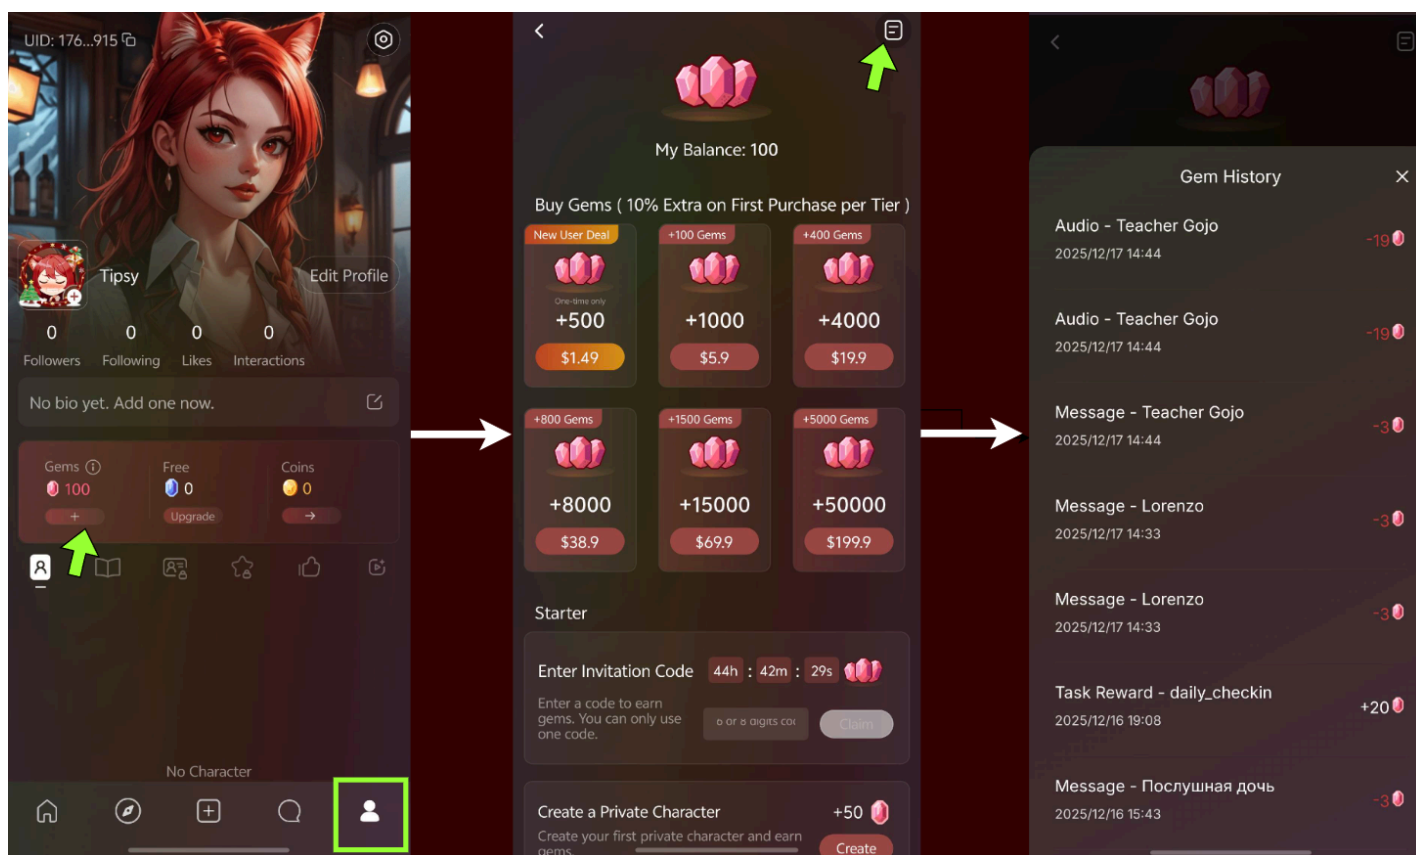 UID: 176...915
Tipsy
Edit Profile
0 0 0 0
Followers Following Likes Interactions
No bio yet. Add one now.
Gems Free Coins
100 0 0
+ Upgrade →
No Character
My Balance: 100
Buy Gems ( 10% Extra on First Purchase per Tier )
New User Deal +100 Gems +400 Gems
One-time only
+500 +1000 +4000
$1.49 $5.9 $19.9
+800 Gems +1500 Gems +5000 Gems
+8000 +15000 +50000
$38.9 $69.9 $199.9
Starter
Enter Invitation Code 44h : 42m : 29s
Enter a code to earn
gems. You can only use
one code.
6 or 8 digits coc
Claim
Create a Private Character +50
Create your first private character and earn
gems
Create
Gem History
Audio - Teacher Gojo
2025/12/17 14:44
-19
Audio - Teacher Gojo
2025/12/17 14:44
-19
Message - Teacher Gojo
2025/12/17 14:44
-3
Message - Lorenzo
2025/12/17 14:33
-3
Message - Lorenzo
2025/12/17 14:33
-3
Task Reward - daily_checkin
2025/12/16 19:08
+20
Message - Послушная дочь
2025/12/16 15:43
-3